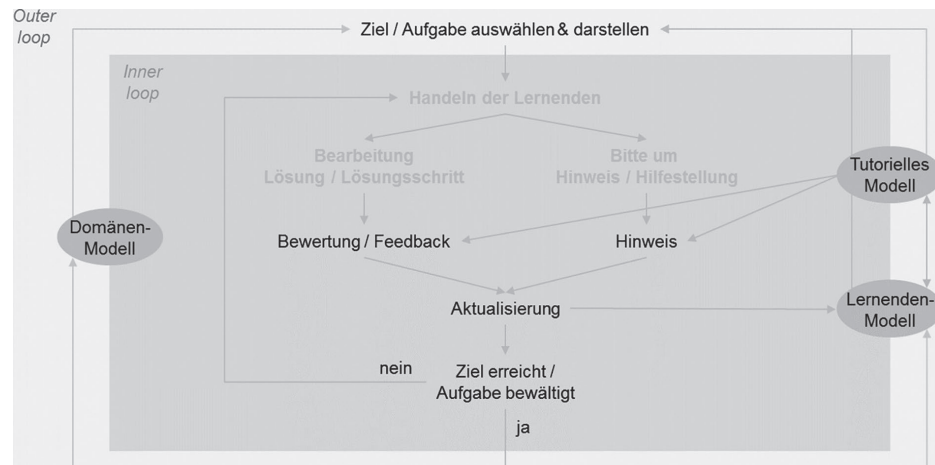 Outer
loop
Ziel / Aufgabe auswählen & darstellen
Inner
loop
Handeln der Lernenden
Bearbeitung
Lösung / Lösungsschritt
Bitte um
Hinweis / Hilfestellung
Tutorielles
Modell
Domänen-
Modell
Bewertung / Feedback
Hinweis
Aktualisierung
Lernenden-
Modell
nein
Ziel erreicht /
Aufgabe bewältigt
ja